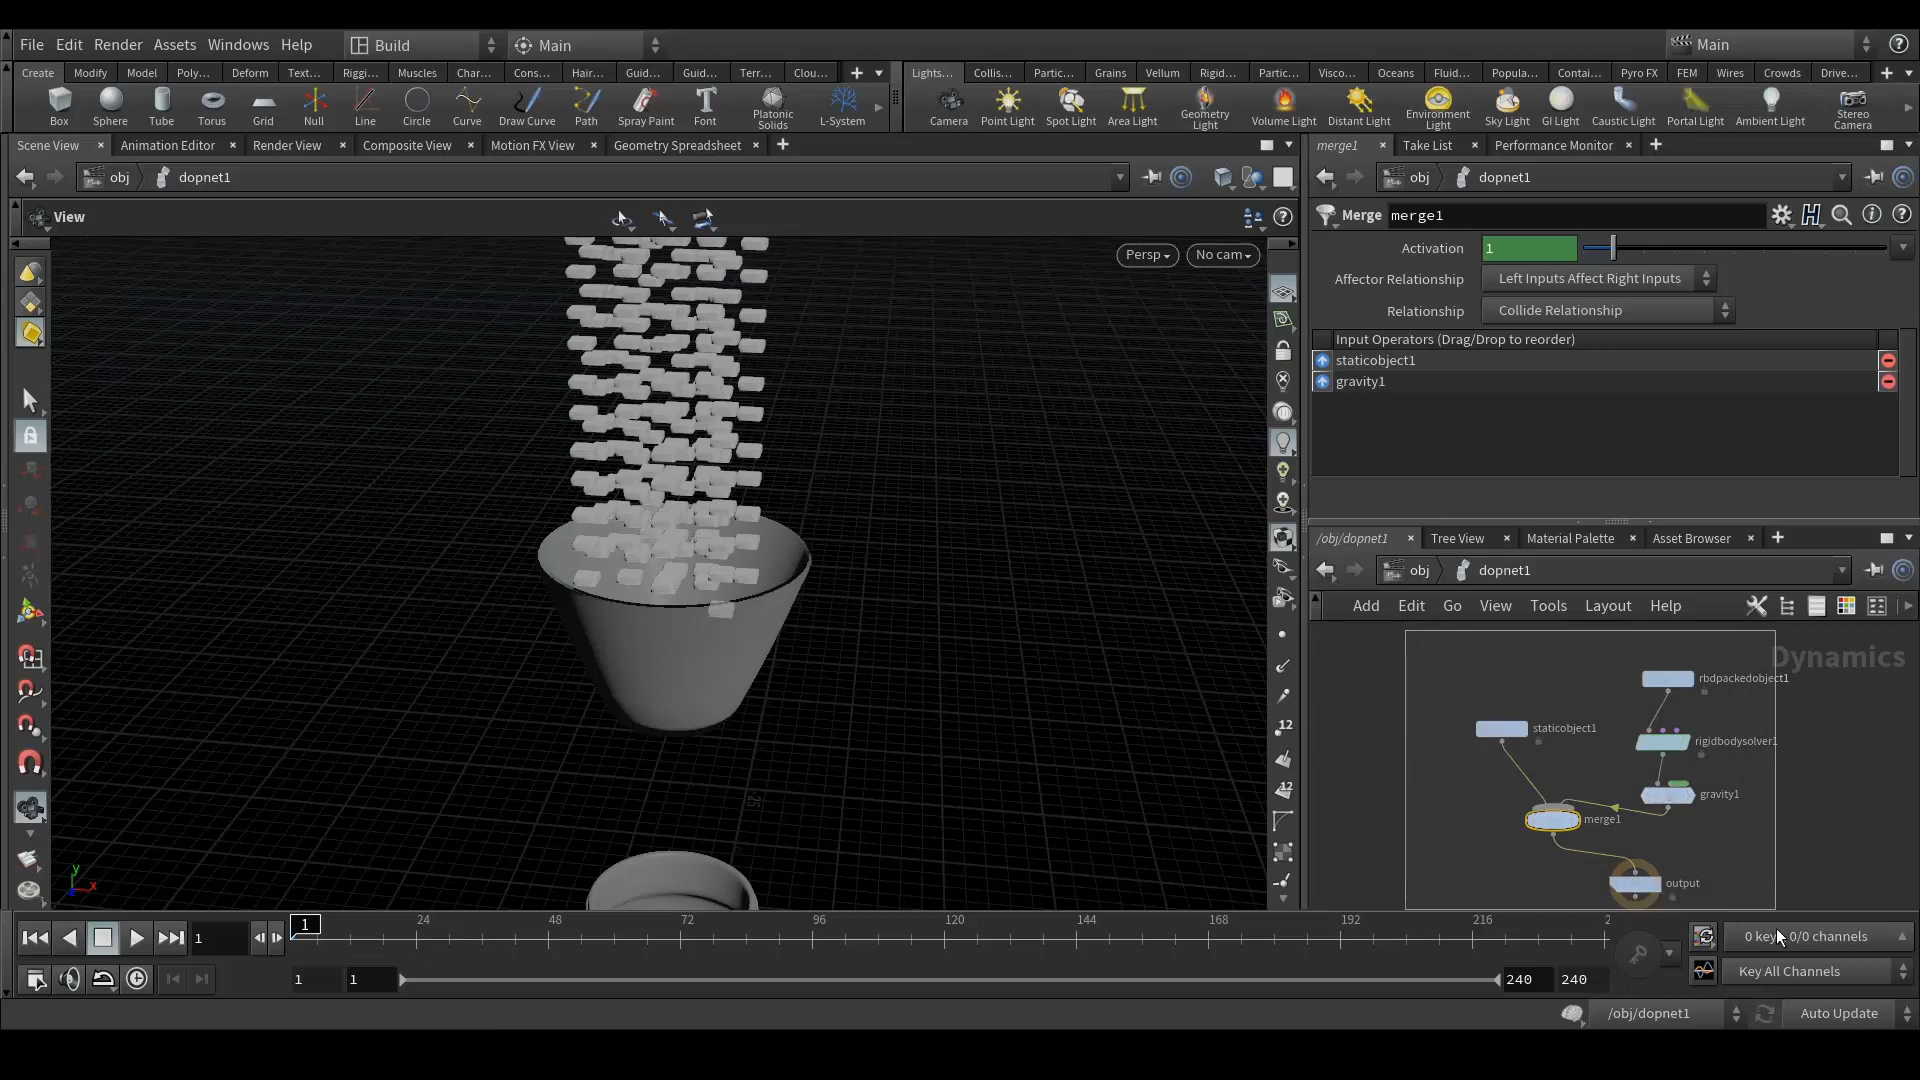 File Edit Render Assets Windows Help Build Main Main
Create Modify Model Poly... Deform Text... Riggi... Muscles Char... Cons... Hair... Guid... Guid... Terr... Clou... Lights... Collis... Partic... Grains Vellum Rigid... Partic... Visco... Oceans Fluid... Popula... Contai... Pyro FX FEM Wires Crowds Drive...
Box Sphere Tube Torus Grid Null Line Circle Curve Draw Curve Path Spray Paint Font Platonic Solids L-System Camera Point Light Spot Light Area Light Geometry Light Volume Light Distant Light Environment Light Sky Light GI Light Caustic Light Portal Light Ambient Light Stereo Camera
Scene View Animation Editor Render View Composite View Motion FX View Geometry Spreadsheet
obj dopnet1
View
Persp No cam
merge1 Take List Performance Monitor
obj dopnet1
Merge merge1
Activation 1
Affector Relationship Left Inputs Affect Right Inputs
Relationship Collide Relationship
Input Operators (Drag/Drop to reorder)
staticobject1
gravity1
/obj/dopnet1 Tree View Material Palette Asset Browser
obj dopnet1
Add Edit Go View Tools Layout Help
Dynamics
rbdpackedobject1
staticobject1
rigidbodysolver1
gravity1
merge1
output
12
12
25
y
x
z
1 1 24 48 72 96 120 144 168 192 216 2
0 key 0/0 channels
1 1 240 240 Key All Channels
/obj/dopnet1 Auto Update